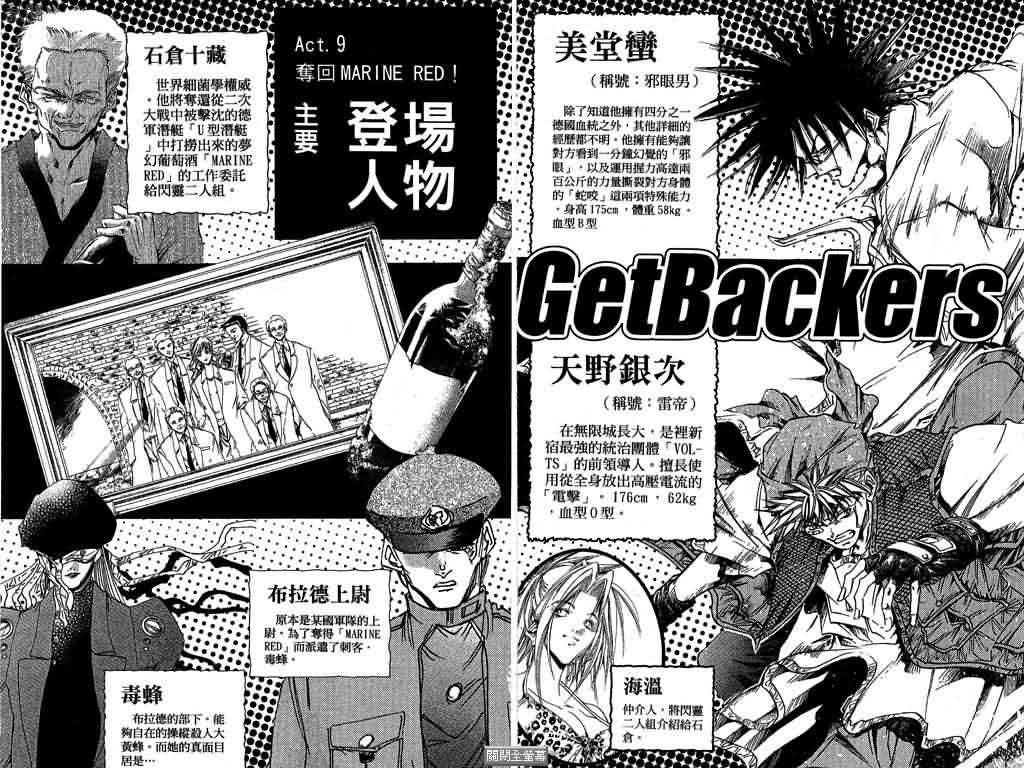 美堂蠻
（稱號：邪眼男）
除了知道他擁有四分之一
德國血統之外，其他詳細的
經歷都不明。他擁有能夠讓
對方看到一分鐘幻覺的「邪
眼」，以及運用握力高達兩
百公斤的力量撕裂對方身體
的「蛇咬」這兩項特殊能力
．身高175cm，體重58kg，
血型B型
GetBackers
天野銀次
（稱號：雷帝）
在無限城長大，是裡新
宿最強的統治團體「VOL-
TS」的前領導人。擅長使
用從全身放出高壓電流的
「電擊」。176cm，62kg
，血型O型。
海溫
仲介人，將閃靈
二人組介紹給石
倉。
Act.9
奪回MARINE RED！
主要
登場
人物
石倉十藏
世界細菌學權威
。他將奪還從二次
大戰中被擊沈的德
軍潛艇「U型潛艇
」中打撈出來的夢
幻葡萄酒「MARINE
RED」的工作委託
給閃靈二人組。
布拉德上尉
原本是某國軍隊的上
尉。為了奪得「MARINE
RED」而派遣了刺客，
毒蜂。
毒蜂
布拉德的部下。能
夠自在的操縱殺人大
黃蜂。而她的真面目
居是…
關閉全螢幕